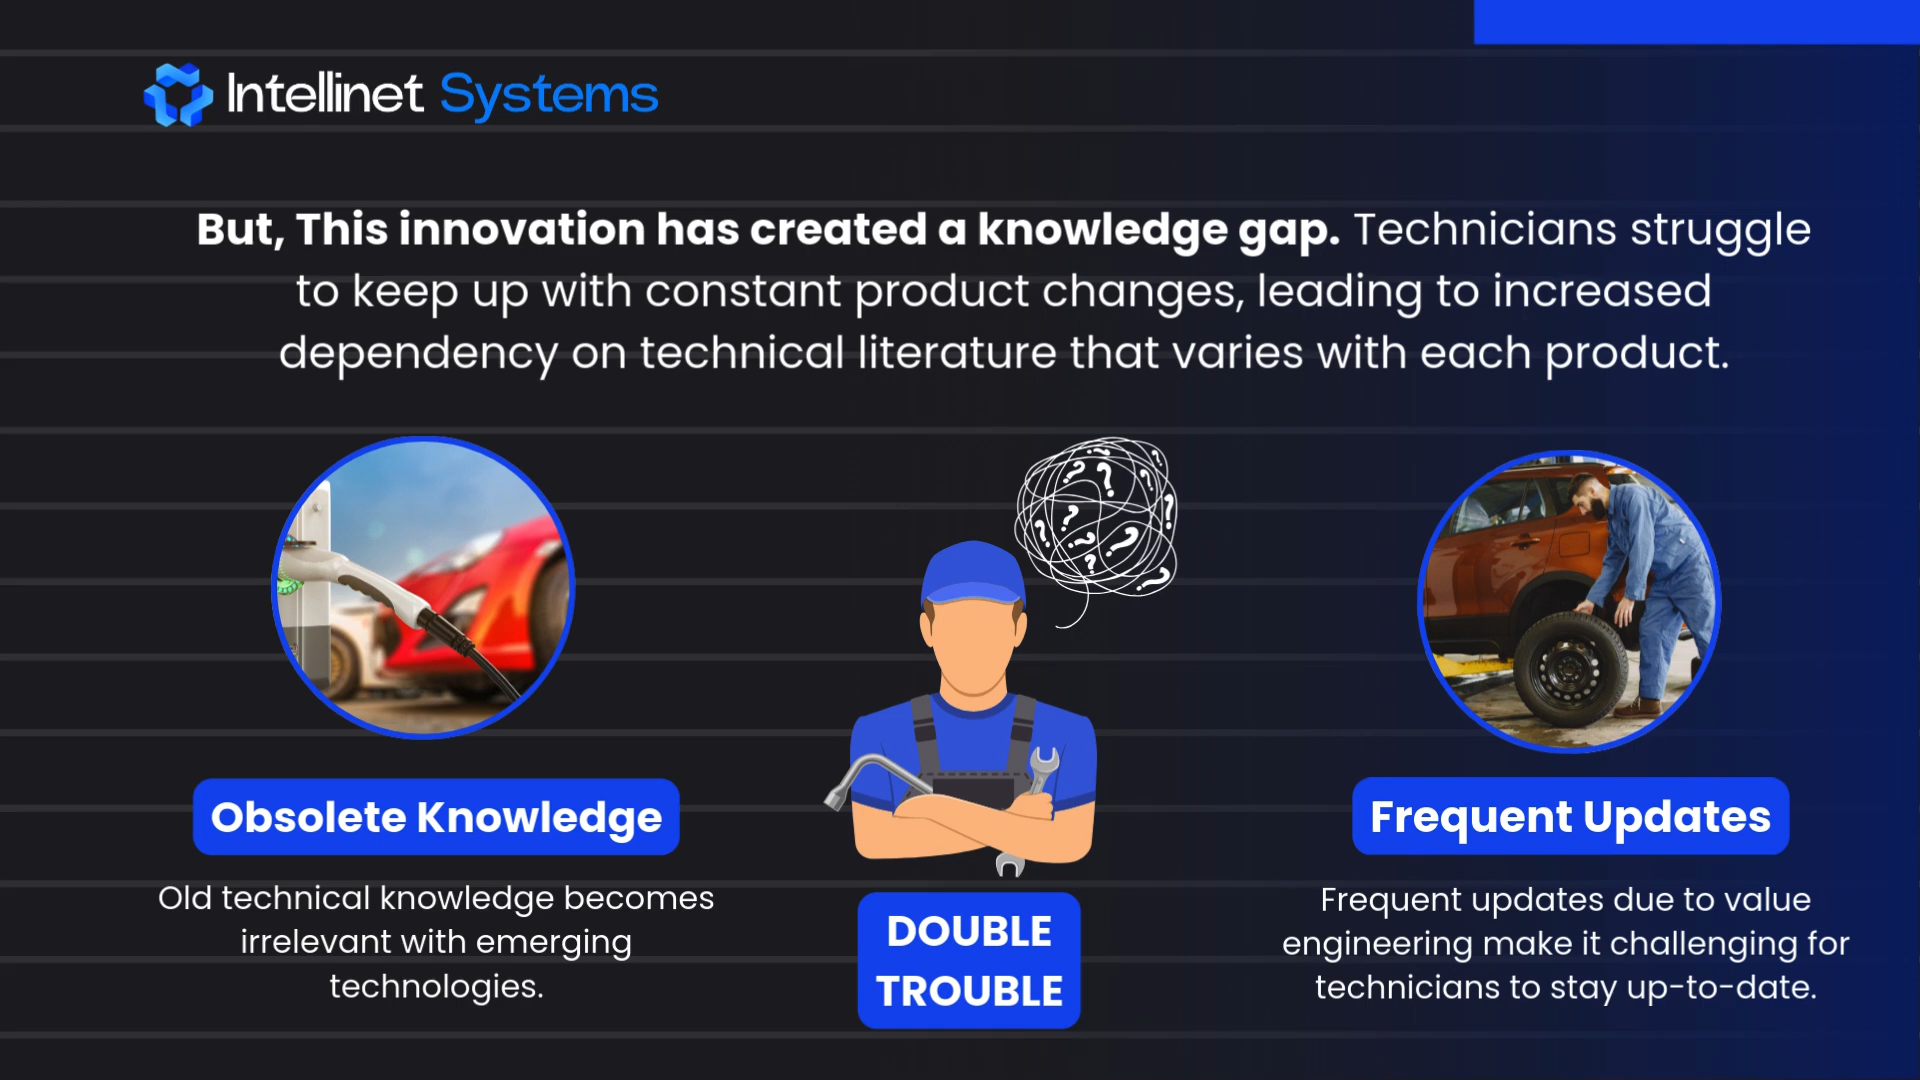 Intellinet Systems
But, This innovation has created a knowledge gap. Technicians struggle
to keep up with constant product changes, leading to increased
dependency on technical literature that varies with each product.
Obsolete Knowledge
Old technical knowledge becomes
irrelevant with emerging
technologies.
DOUBLE
TROUBLE
Frequent Updates
Frequent updates due to value
engineering make it challenging for
technicians to stay up-to-date.